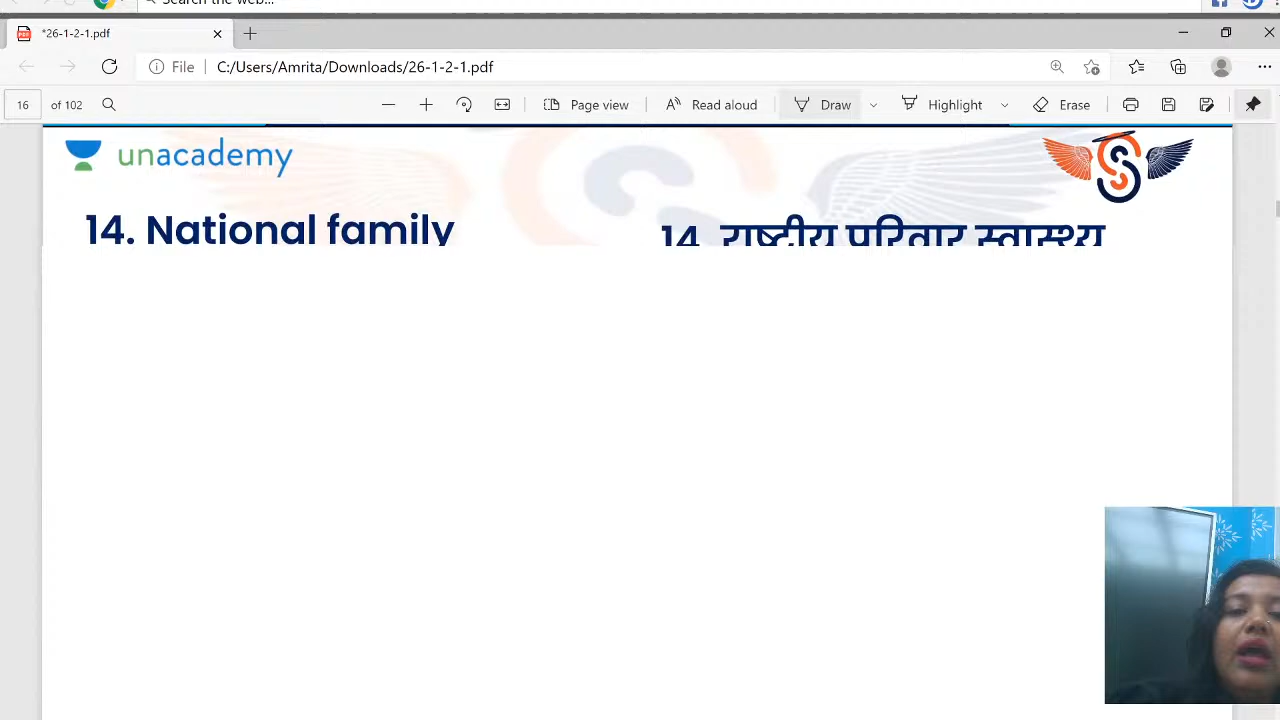 Search the web...
*26-1-2-1.pdf
File
C:/Users/Amrita/Downloads/26-1-2-1.pdf
16 of 102
Page view
Read aloud
Draw
Highlight
Erase
unacademy
14. National family
14. राष्ट्रीय परिवार स्वास्थ्य